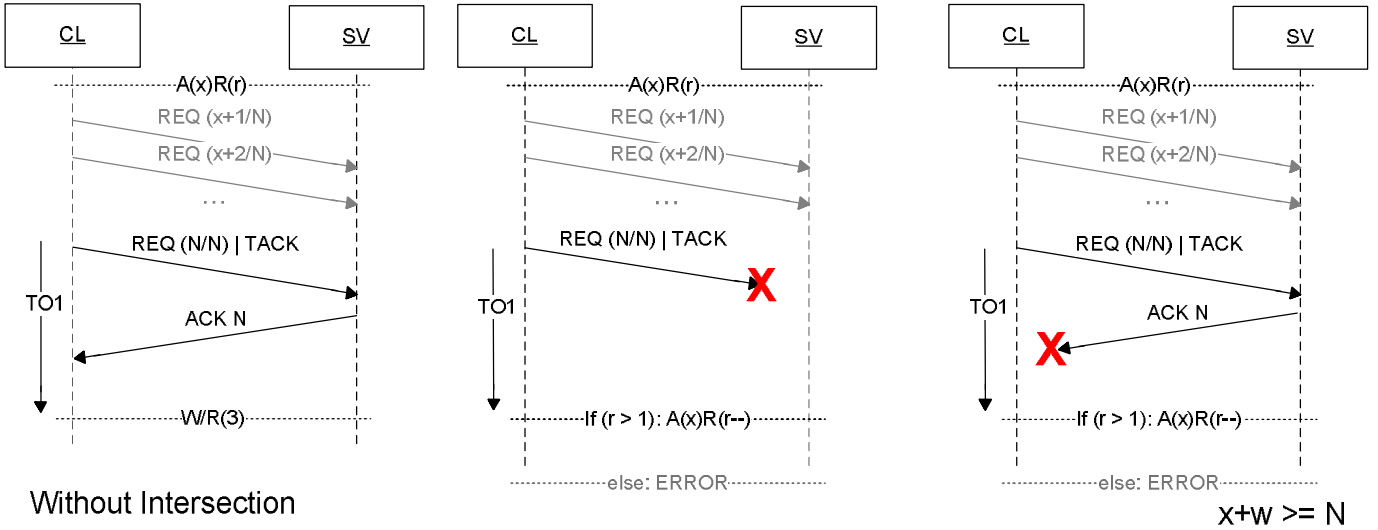 CL
SV
A(x)R(r)
REQ (x+1/N)
REQ (x+2/N)
...
REQ (N/N) | TACK
TO1
ACK N
W/R(3)
Without Intersection
CL
SV
A(x)R(r)
REQ (x+1/N)
REQ (x+2/N)
...
REQ (N/N) | TACK
X
TO1
If (r > 1): A(x)R(r--)
else: ERROR
CL
SV
A(x)R(r)
REQ (x+1/N)
REQ (x+2/N)
...
REQ (N/N) | TACK
TO1
ACK N
X
If (r > 1): A(x)R(r--)
else: ERROR
x+w >= N